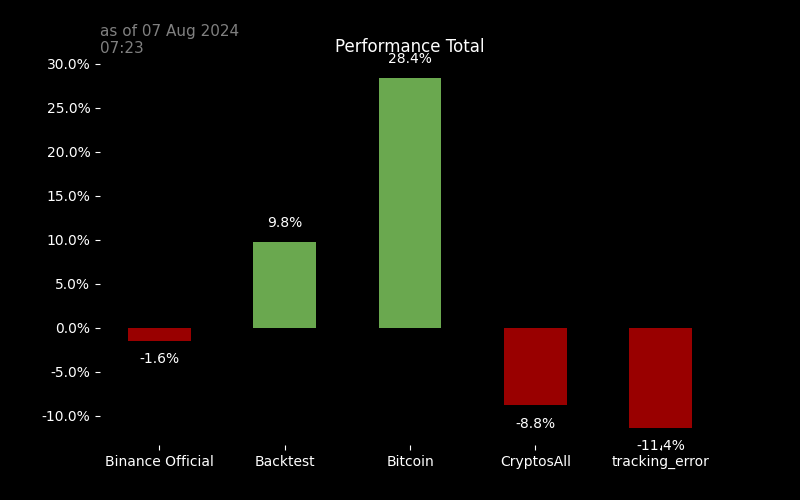 as of 07 Aug 2024
07:23
Performance Total
30.0%
25.0%
20.0%
15.0%
10.0%
5.0%
0.0%
-5.0%
-10.0%
28.4%
9.8%
-1.6%
-8.8%
-11.4%
Binance Official
Backtest
Bitcoin
CryptosAll
tracking_error